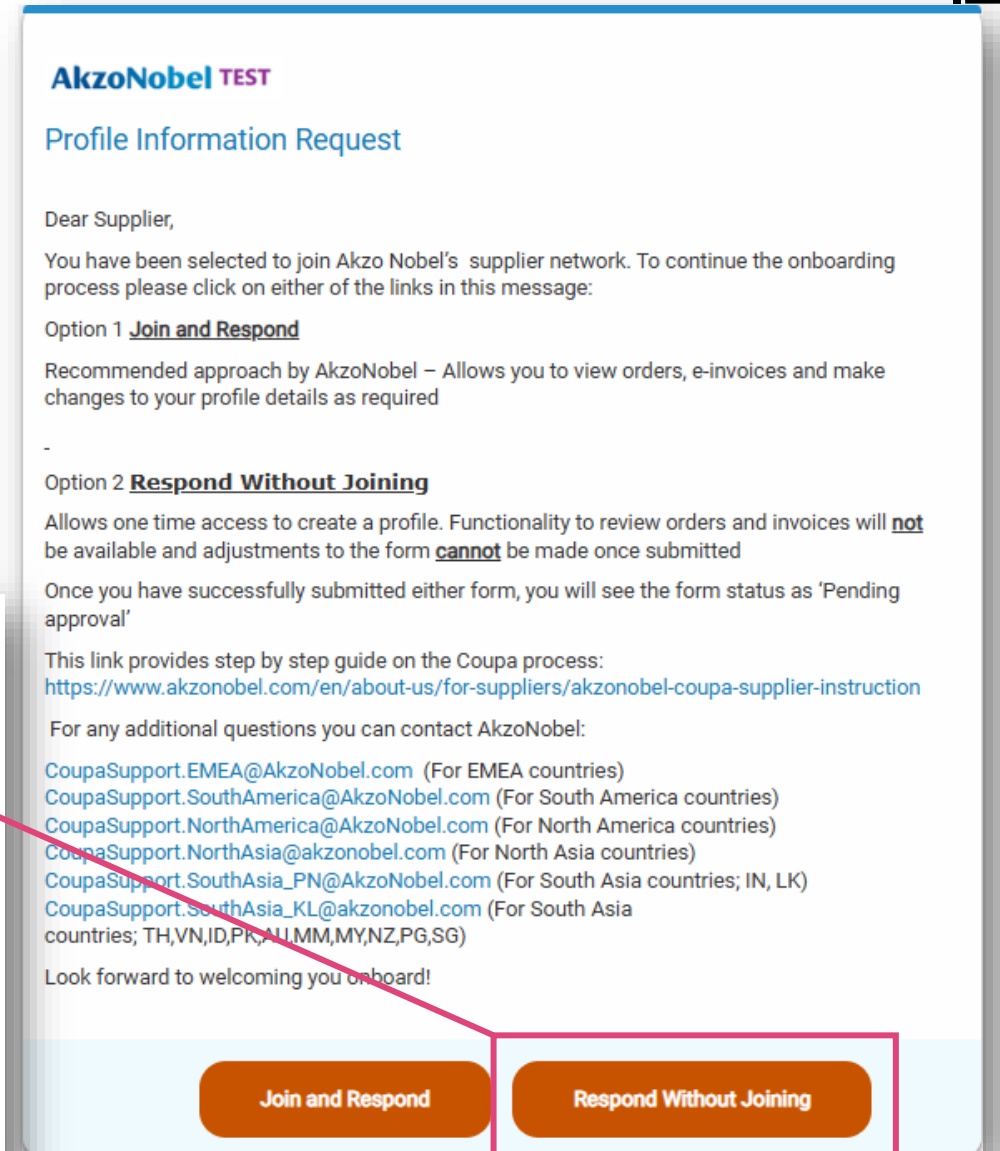 AkzoNobel TEST
Profile Information Request
Dear Supplier,
You have been selected to join Akzo Nobel's  supplier network. To continue the onboarding
process please click on either of the links in this message:
Option 1 Join and Respond
Recommended approach by AkzoNobel – Allows you to view orders, e-invoices and make
changes to your profile details as required
-
Option 2 Respond Without Joining
Allows one time access to create a profile. Functionality to review orders and invoices will not
be available and adjustments to the form cannot be made once submitted
Once you have successfully submitted either form, you will see the form status as ‘Pending
approval’
This link provides step by step guide on the Coupa process:
https://www.akzonobel.com/en/about-us/for-suppliers/akzonobel-coupa-supplier-instruction
For any additional questions you can contact AkzoNobel:
CoupaSupport.EMEA@AkzoNobel.com  (For EMEA countries)
CoupaSupport.SouthAmerica@AkzoNobel.com (For South America countries)
CoupaSupport.NorthAmerica@AkzoNobel.com (For North America countries)
CoupaSupport.NorthAsia@akzonobel.com (For North Asia countries)
CoupaSupport.SouthAsia_PN@AkzoNobel.com (For South Asia countries; IN, LK)
CoupaSupport.SouthAsia_KL@akzonobel.com (For South Asia
countries; TH,VN,ID,PK,AU,MM,MY,NZ,PG,SG)
Look forward to welcoming you onboard!
Join and Respond
Respond Without Joining